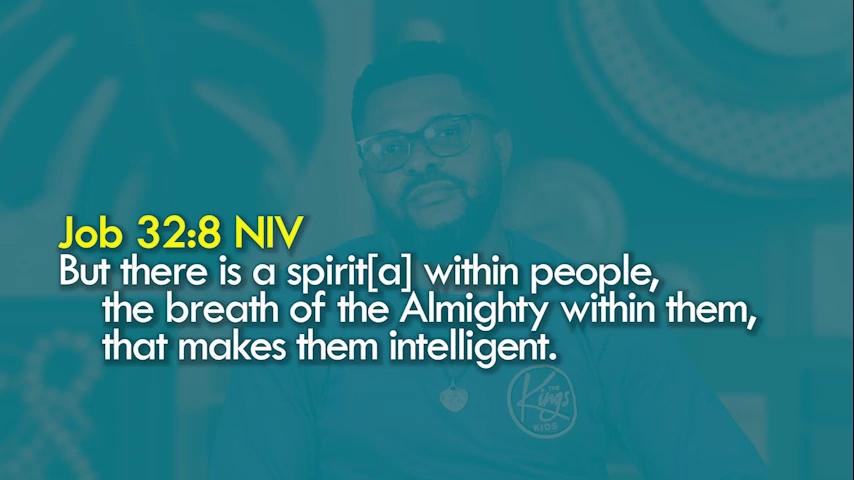 Job 32:8 NIV
But there is a spirit[a] within people,
the breath of the Almighty within them,
that makes them intelligent.
THE
Kings
KIDS